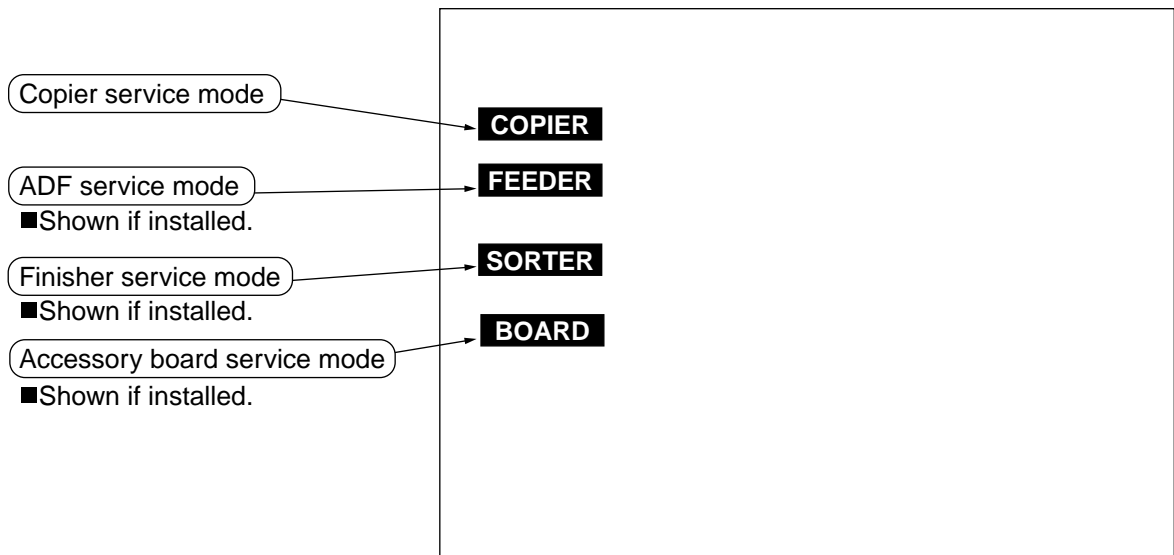 Copier service mode
COPIER
ADF service mode
■Shown if installed.
FEEDER
Finisher service mode
■Shown if installed.
SORTER
Accessory board service mode
■Shown if installed.
BOARD